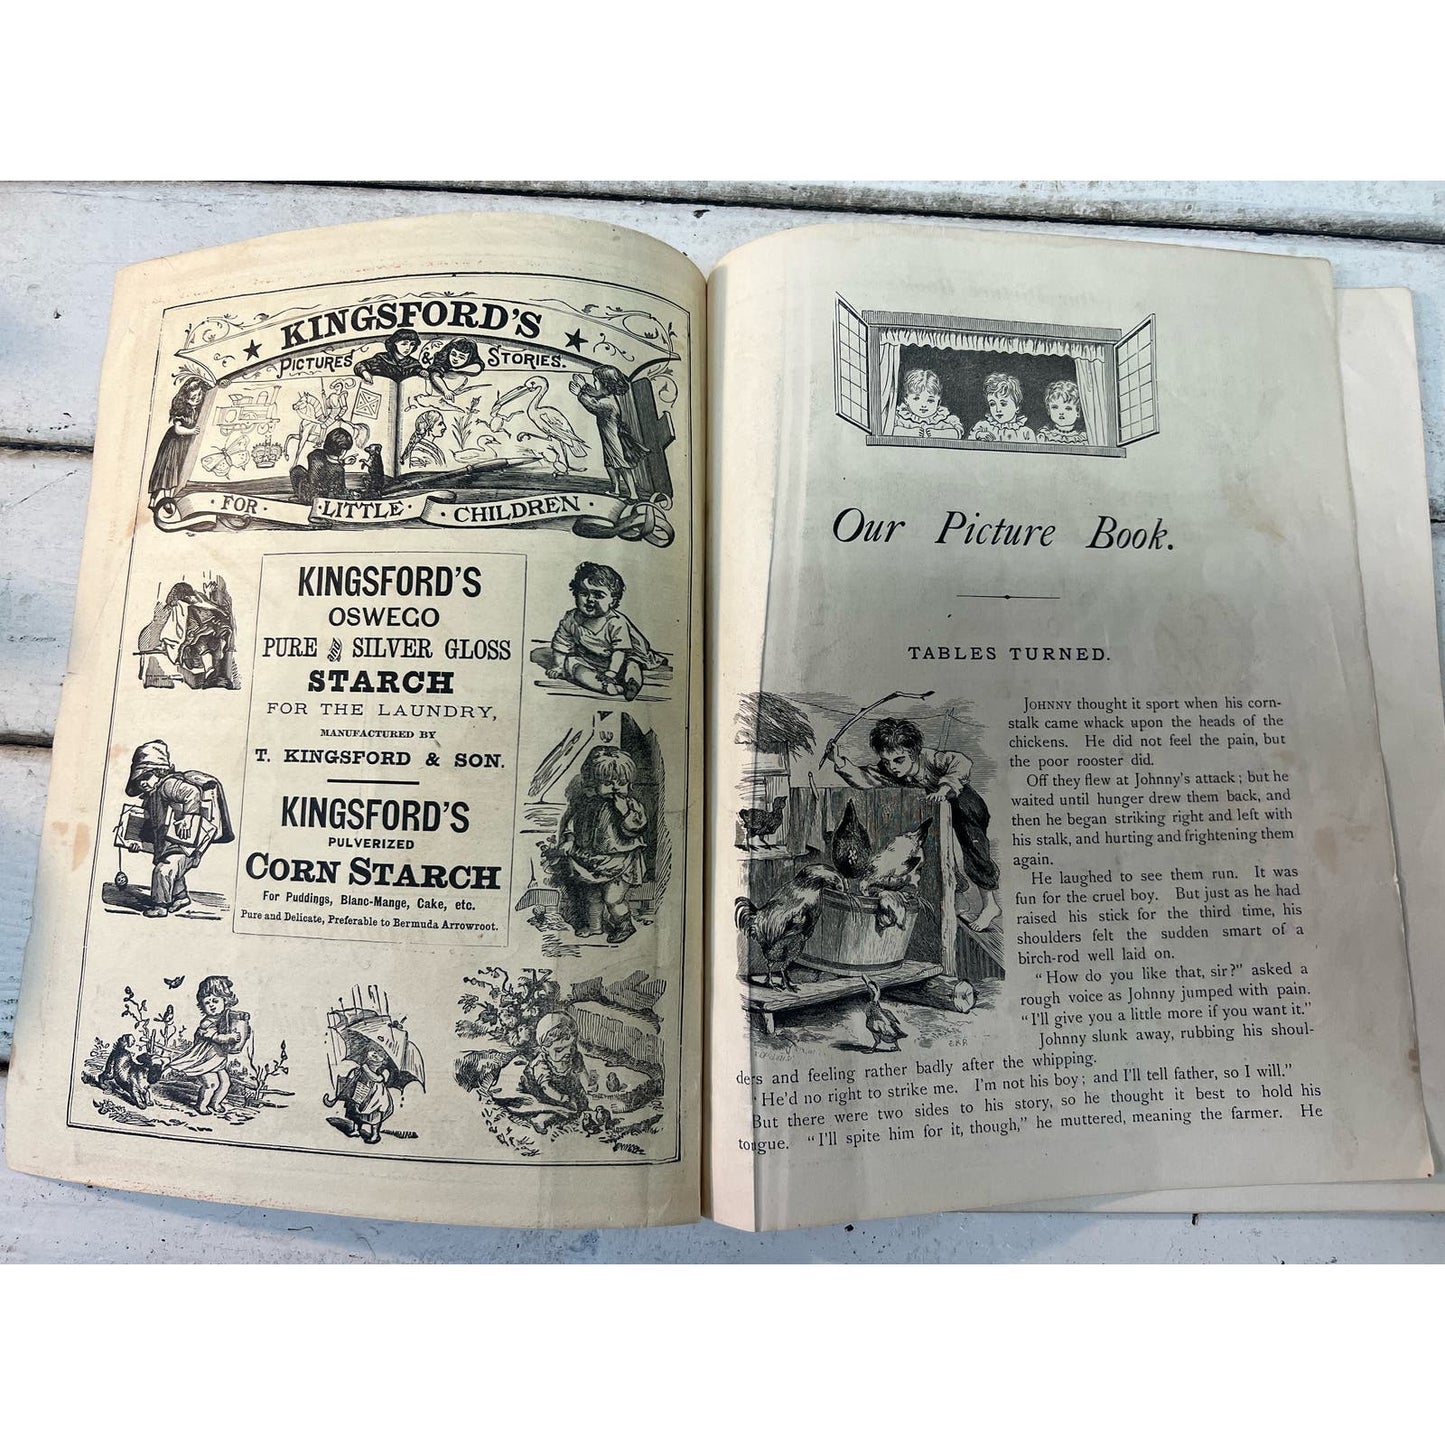 KINGSFORD'S
PICTURES & STORIES.
FOR LITTLE CHILDREN
KINGSFORD'S
OSWEGO
PURE AND SILVER GLOSS
STARCH
FOR THE LAUNDRY,
MANUFACTURED BY
T. KINGSFORD & SON.
KINGSFORD'S
PULVERIZED
CORN STARCH
For Puddings, Blanc-Mange, Cake, etc.
Pure and Delicate, Preferable to Bermuda Arrowroot.
Our Picture Book.
TABLES TURNED.
JOHNNY thought it sport when his corn-
stalk came whack upon the heads of the
chickens. He did not feel the pain, but
the poor rooster did.
Off they flew at Johnny's attack; but he
waited until hunger drew them back, and
then he began striking right and left with
his stalk, and hurting and frightening them
again.
He laughed to see them run. It was
fun for the cruel boy. But just as he had
raised his stick for the third time, his
shoulders felt the sudden smart of a
birch-rod well laid on.
"How do you like that, sir?" asked a
rough voice as Johnny jumped with pain.
"I'll give you a little more if you want it."
Johnny slunk away, rubbing his shoul-
ders and feeling rather badly after the whipping.
"He'd no right to strike me. I'm not his boy; and I'll tell father, so I will."
But there were two sides to his story, so he thought it best to hold his
tongue. "I'll spite him for it, though," he muttered, meaning the farmer. He